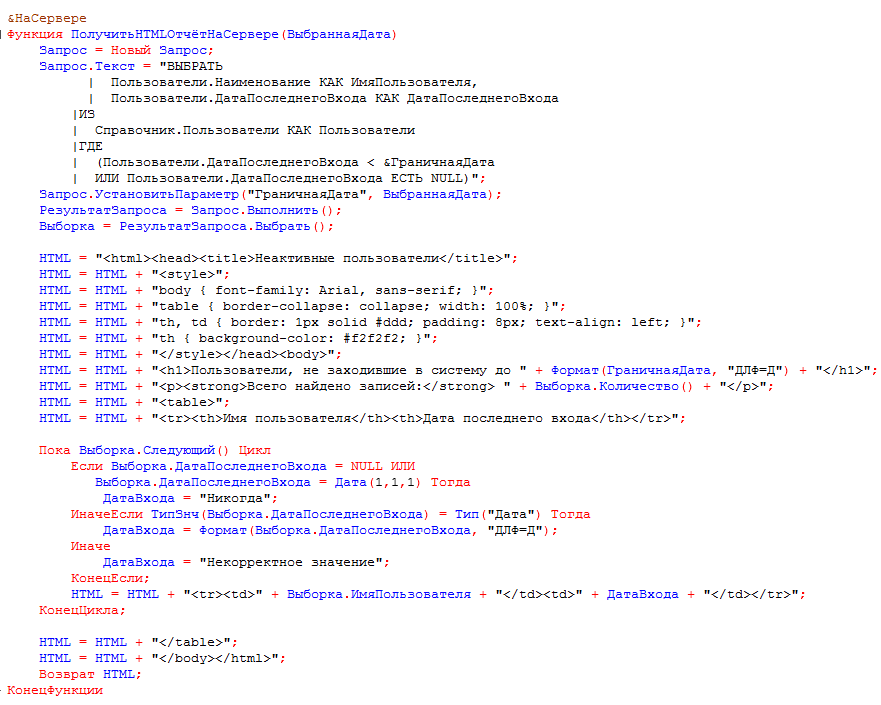 &НаСервере
Функция ПолучитьHTMLОтчётНаСервере(ВыбраннаяДата)
Запрос = Новый Запрос;
Запрос.Текст = "ВЫБРАТЬ
| Пользователи.Наименование КАК ИмяПользователя,
| Пользователи.ДатаПоследнегоВхода КАК ДатаПоследнегоВхода
|ИЗ
| Справочник.Пользователи КАК Пользователи
|ГДЕ
| (Пользователи.ДатаПоследнегоВхода < &ГраничнаяДата
| ИЛИ Пользователи.ДатаПоследнегоВхода ЕСТЬ NULL)";
Запрос.УстановитьПараметр("ГраничнаяДата", ВыбраннаяДата);
РезультатЗапроса = Запрос.Выполнить();
Выборка = РезультатЗапроса.Выбрать();
HTML = "<html><head><title>Неактивные пользователи</title>";
HTML = HTML + "<style>";
HTML = HTML + "body { font-family: Arial, sans-serif; }";
HTML = HTML + "table { border-collapse: collapse; width: 100%; }";
HTML = HTML + "th, td { border: 1px solid #ddd; padding: 8px; text-align: left; }";
HTML = HTML + "th { background-color: #f2f2f2; }";
HTML = HTML + "</style></head><body>";
HTML = HTML + "<h1>Пользователи, не заходившие в систему до " + Формат(ГраничнаяДата, "ДЛФ=Д") + "</h1>";
HTML = HTML + "<p><strong>Всего найдено записей:</strong> " + Выборка.Количество() + "</p>";
HTML = HTML + "<table>";
HTML = HTML + "<tr><th>Имя пользователя</th><th>Дата последнего входа</th></tr>";
Пока Выборка.Следующий() Цикл
Если Выборка.ДатаПоследнегоВхода = NULL ИЛИ
Выборка.ДатаПоследнегоВхода = Дата(1,1,1) Тогда
ДатаВхода = "Никогда";
ИначеЕсли ТипЗнч(Выборка.ДатаПоследнегоВхода) = Тип("Дата") Тогда
ДатаВхода = Формат(Выборка.ДатаПоследнегоВхода, "ДЛФ=Д");
Иначе
ДатаВхода = "Некорректное значение";
КонецЕсли;
HTML = HTML + "<tr><td>" + Выборка.ИмяПользователя + "</td><td>" + ДатаВхода + "</td></tr>";
КонецЦикла;
HTML = HTML + "</table>";
HTML = HTML + "</body></html>";
Возврат HTML;
КонецФункции